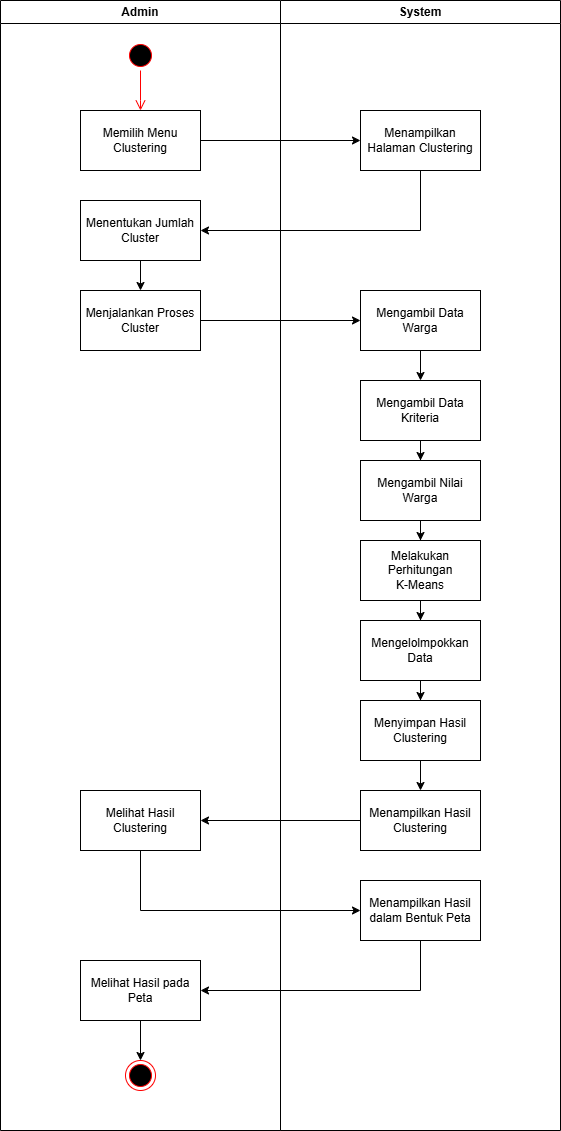 Admin
System
Memilih Menu
Clustering
Menampilkan
Halaman Clustering
Menentukan Jumlah
Cluster
Menjalankan Proses
Cluster
Mengambil Data
Warga
Mengambil Data
Kriteria
Mengambil Nilai
Warga
Melakukan
Perhitungan
K-Means
Mengelolmpokkan
Data
Menyimpan Hasil
Clustering
Menampilkan Hasil
Clustering
Melihat Hasil
Clustering
Menampilkan Hasil
dalam Bentuk Peta
Melihat Hasil pada
Peta